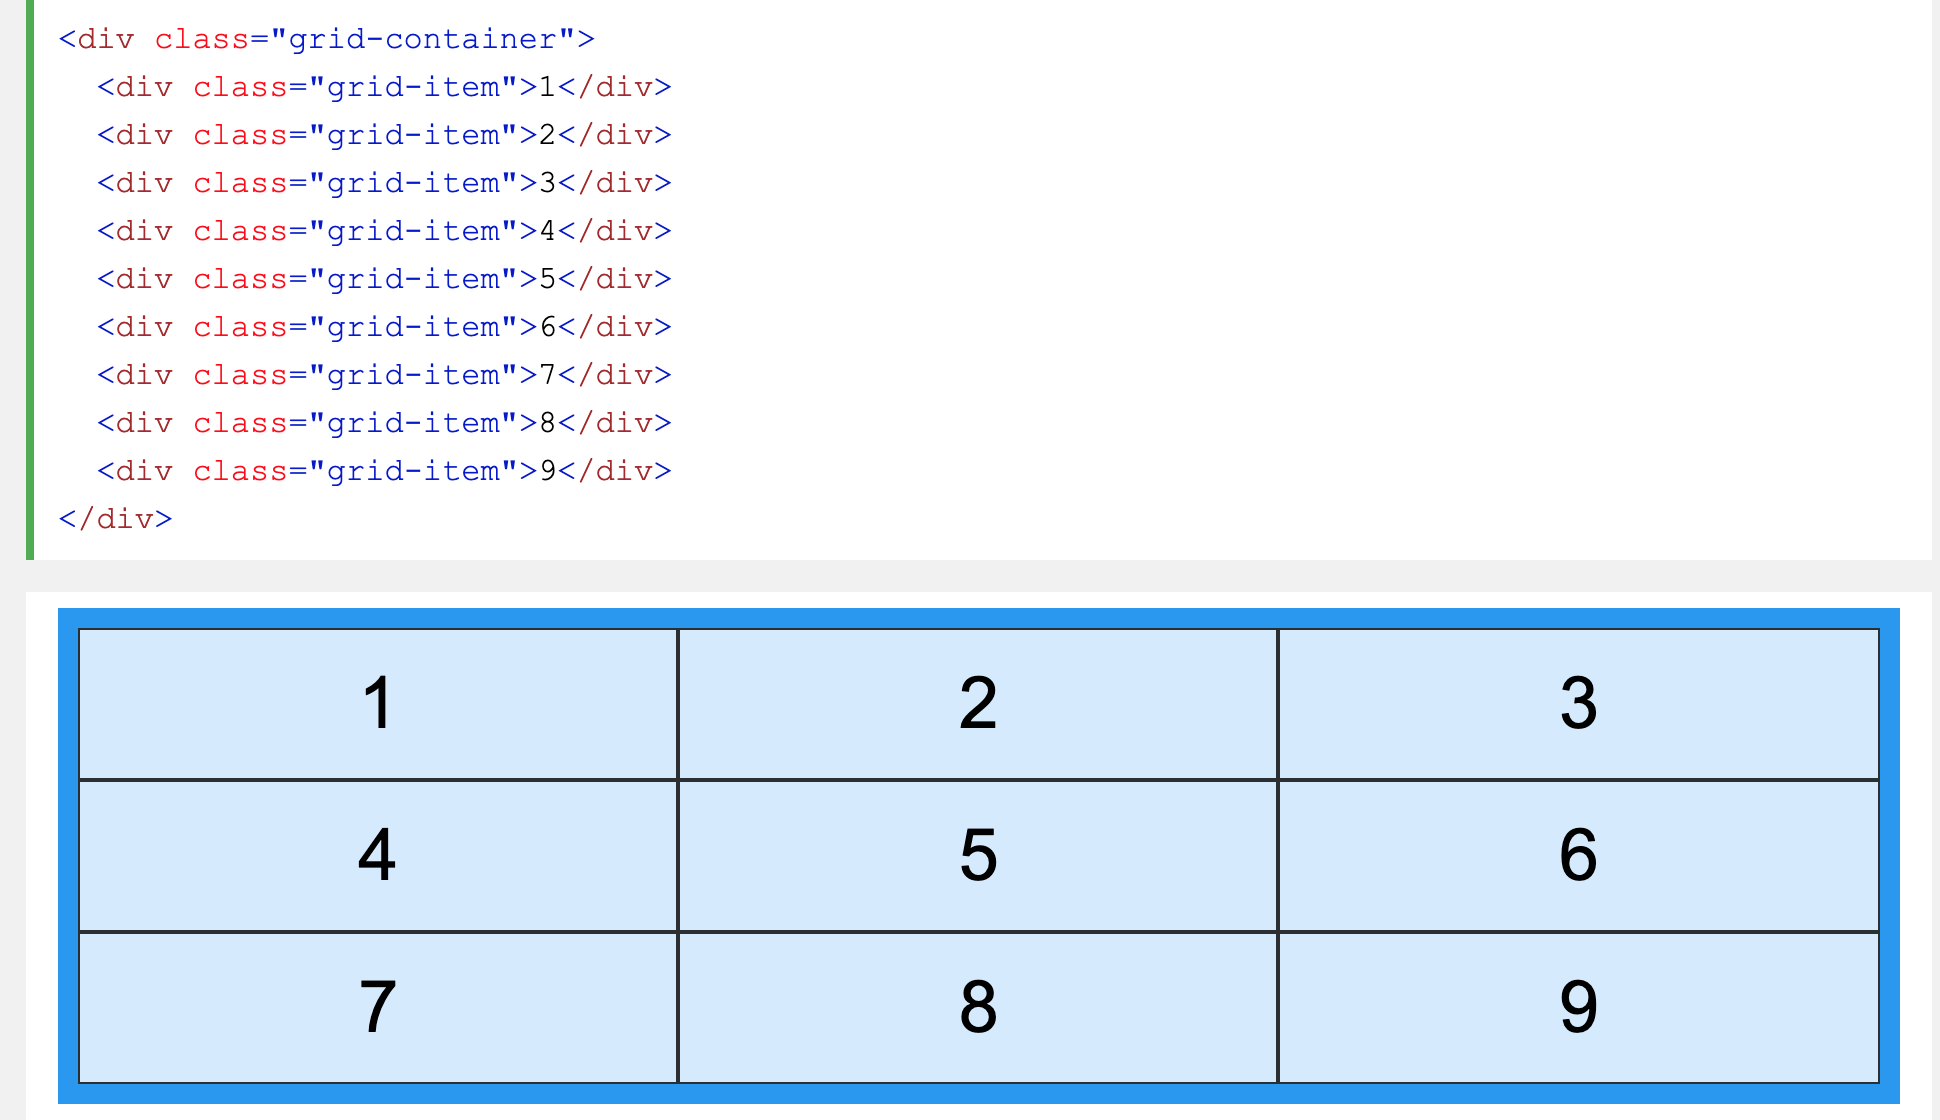 <div class="grid-container">
  <div class="grid-item">1</div>
  <div class="grid-item">2</div>
  <div class="grid-item">3</div>
  <div class="grid-item">4</div>
  <div class="grid-item">5</div>
  <div class="grid-item">6</div>
  <div class="grid-item">7</div>
  <div class="grid-item">8</div>
  <div class="grid-item">9</div>
</div>
1 2 3
4 5 6
7 8 9